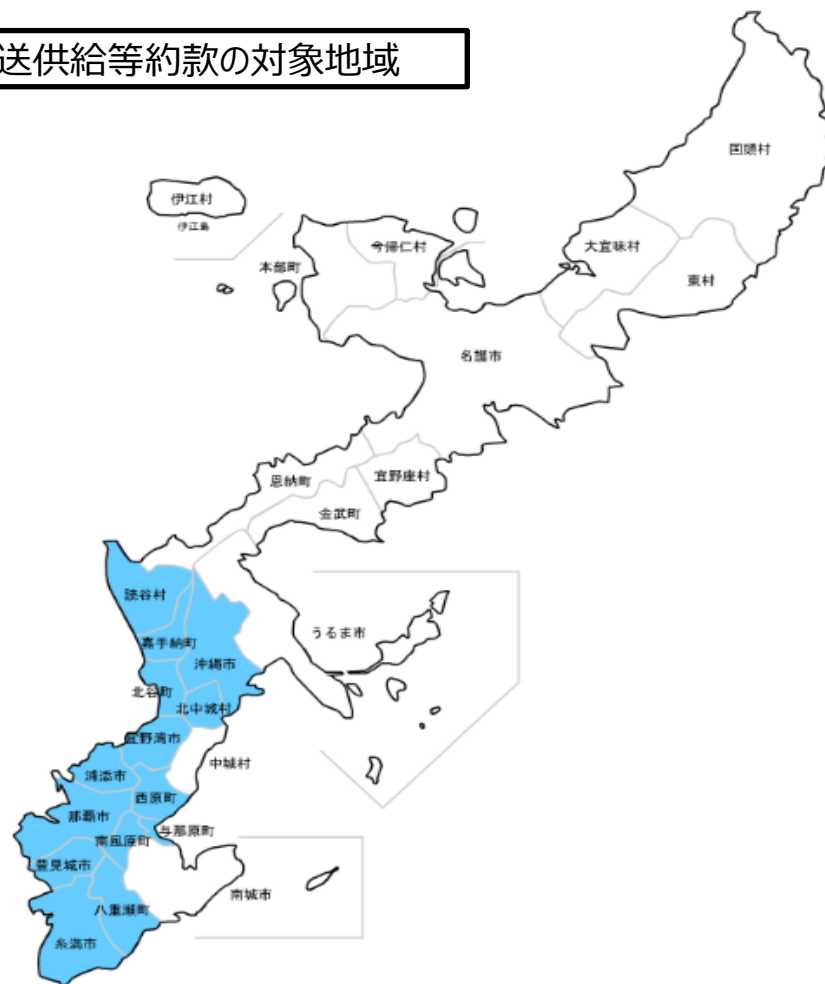 送供給等約款の対象地域
国頭村
伊江村
伊江島
今帰仁村
大宜味村
本部町
東村
名護市
恩納町
宜野座村
金武町
読谷村
うるま市
嘉手納町
沖縄市
北谷町
北中城村
宜野湾市
中城村
浦添市
西原町
那覇市
与那原町
南風原町
豊見城市
南城市
八重瀬町
糸満市